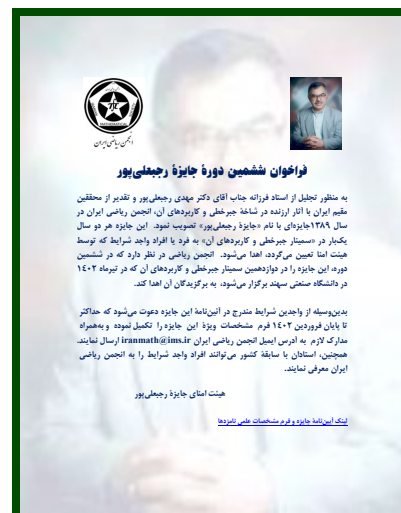 MATHEMATICAL
انجمن ریاضی ایران
فراخوان ششمین دورهٔ جایزهٔ رجبعلی‌پور
به منظور تجلیل از استاد فرزانه جناب آقای دکتر مهدی رجبعلی‌پور و تقدیر از محققین
مقیم ایران با آثار ارزنده در شاخهٔ جبرخطی و کاربردهای آن، انجمن ریاضی ایران در
سال ۱۳۸۹جایزه‌ای با نام «جایزهٔ رجبعلی‌پور» تصویب نمود. این جایزه هر دو سال
یک‌بار در «سمینار جبرخطی و کاربردهای آن» به فرد یا افراد واجد شرایط که توسط
هیئت امنا تعیین می‌گردد، اهدا می‌شود. انجمن ریاضی در نظر دارد که در ششمین
دوره، این جایزه را در دوازدهمین سمینار جبرخطی و کاربردهای آن که در تیرماه ۱۴۰۲
در دانشگاه صنعتی سهند برگزار می‌شود، به برگزیدگان آن اهدا کند.
بدین‌وسیله از واجدین شرایط مندرج در آئین‌نامهٔ این جایزه دعوت می‌شود که حداکثر
تا پایان فروردین ۱۴۰۲ فرم مشخصات ویژهٔ این جایزه را تکمیل نموده و به‌همراه
مدارک لازم به آدرس ایمیل انجمن ریاضی ایران iranmath@ims.ir ارسال نمایند.
همچنین، استادان با سابقهٔ کشور می‌توانند افراد واجد شرایط را به انجمن ریاضی
ایران معرفی نمایند.
هیئت امنای جایزهٔ رجبعلی‌پور
لینک آیین‌نامهٔ جایزه و فرم مشخصات علمی نامزدها